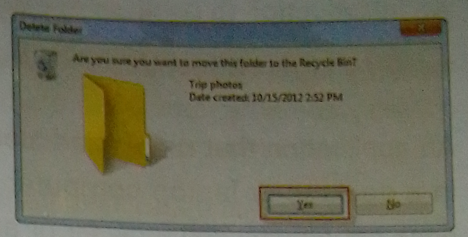 Delete Folder
Are you sure you want to move this folder to the Recycle Bin?
Trip photos
Date created: 10/15/2012 2:52 PM
Yes
No